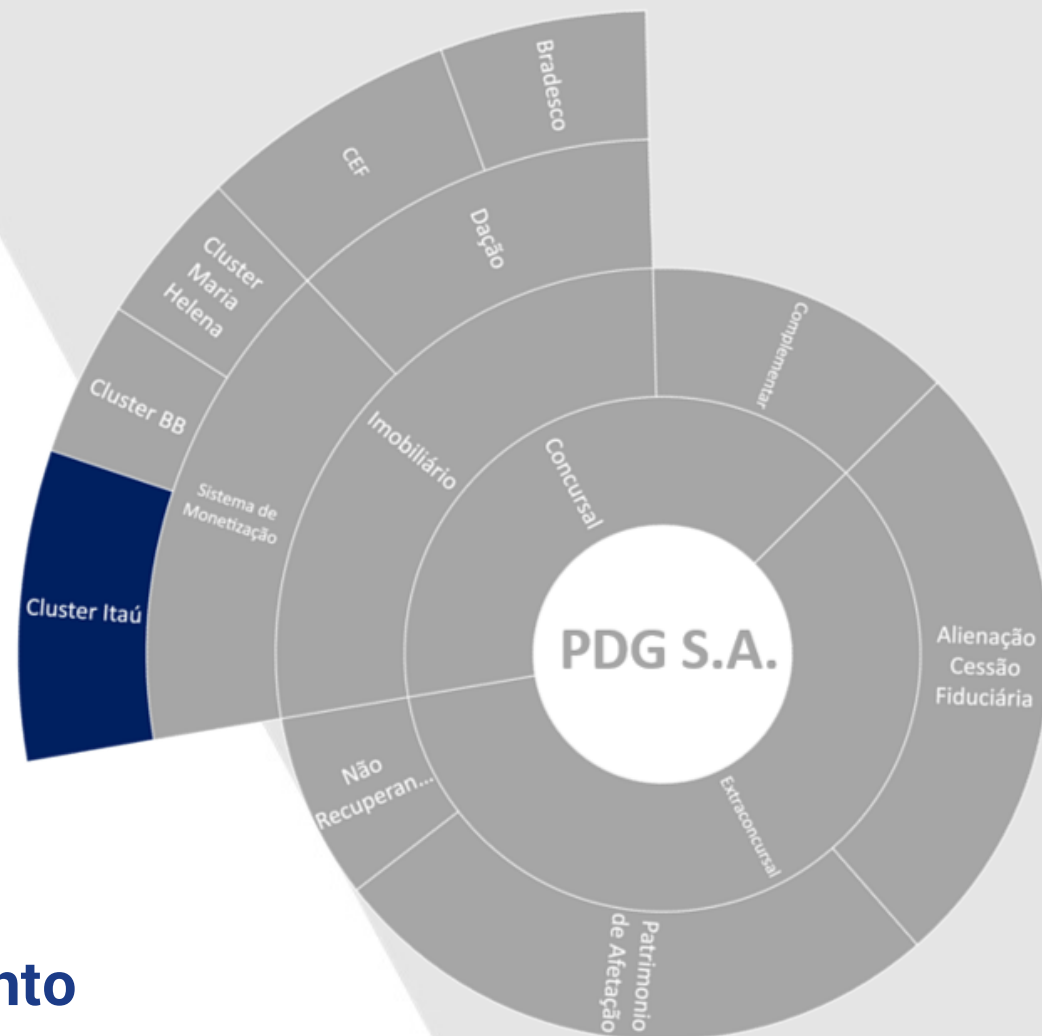 Bradesco
CEF
Dação
Cluster
Maria
Helena
Cluster BB
Cluster Itaú
Sistema de
Monetização
Imobiliário
Concursal
Complementar
PDG S.A.
Alienação
Cessão
Fiduciária
Extraconcursal
Não
Recuperan...
Patrimonio
de Afetação
nto